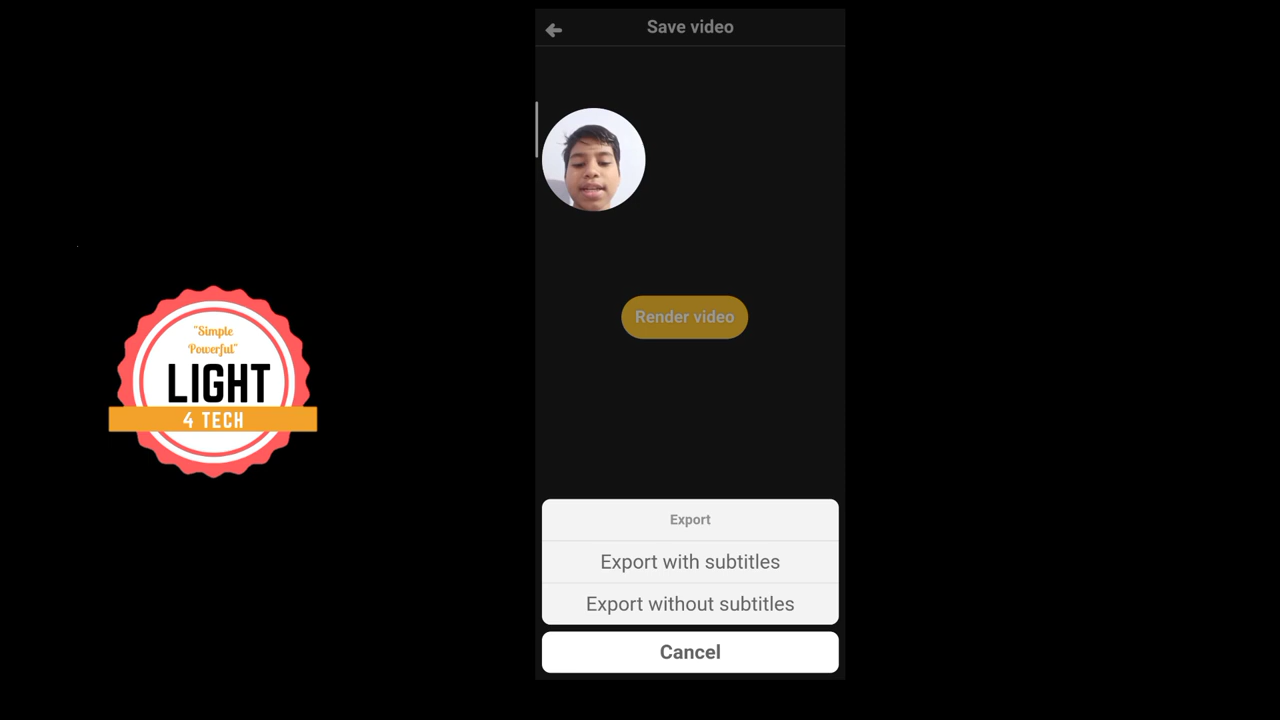 Save video
Render video
"Simple
Powerful"
LIGHT
4 TECH
Export
Export with subtitles
Export without subtitles
Cancel